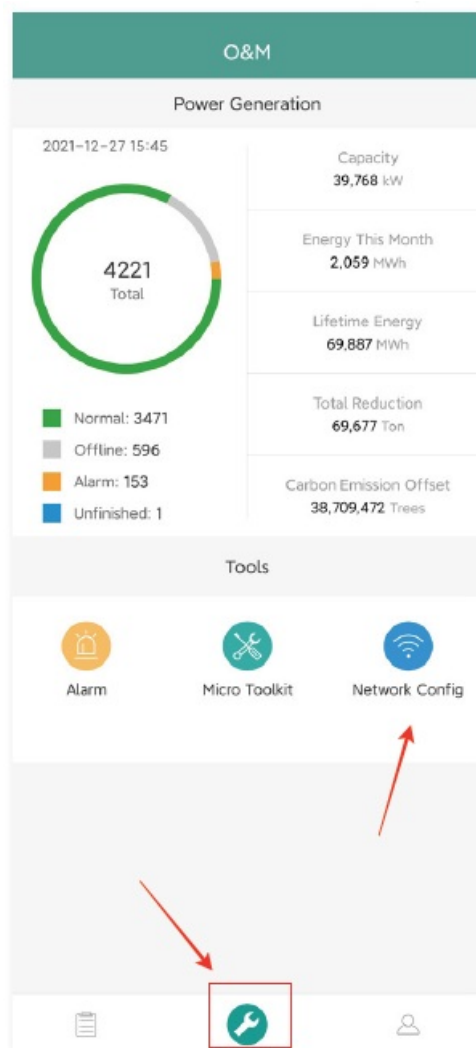 O&M
Power Generation
2021-12-27 15:45
4221
Total
Normal: 3471
Offline: 596
Alarm: 153
Unfinished: 1
Capacity
39,768 kW
Energy This Month
2,059 MWh
Lifetime Energy
69,887 MWh
Total Reduction
69,677 Ton
Carbon Emission Offset
38,709,472 Trees
Tools
Alarm
Micro Toolkit
Network Config